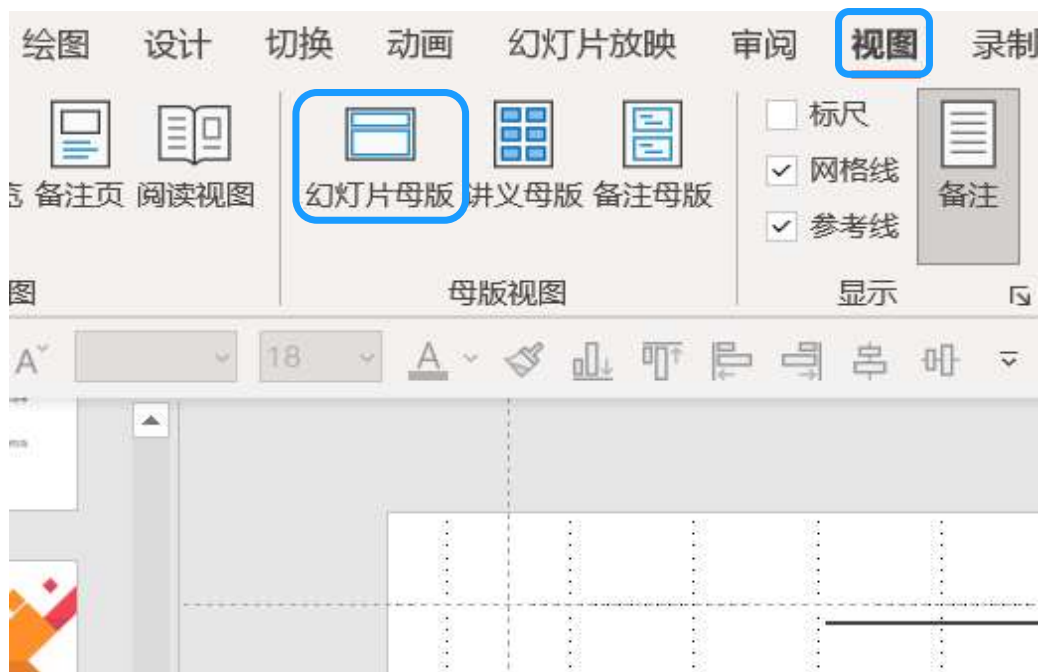 绘图 设计 切换 动画 幻灯片放映 审阅 视图 录制
标尺
网格线
参考线
备注页 阅读视图 幻灯片母版 讲义母版 备注母版 备注
图 母版视图 显示
A 18 A